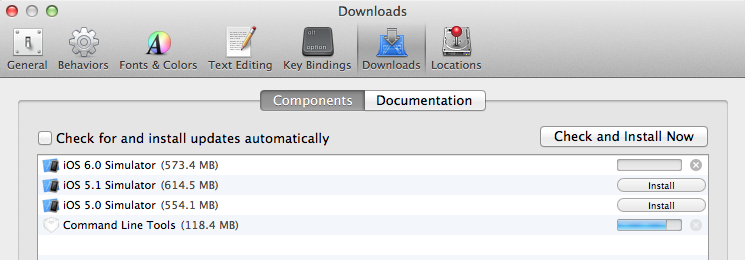 Downloads
General Behaviors Fonts & Colors Text Editing Key Bindings Downloads Locations
Components Documentation
Check for and install updates automatically Check and Install Now
iOS 6.0 Simulator (573.4 MB)
iOS 5.1 Simulator (614.5 MB) Install
iOS 5.0 Simulator (554.1 MB) Install
Command Line Tools (118.4 MB)